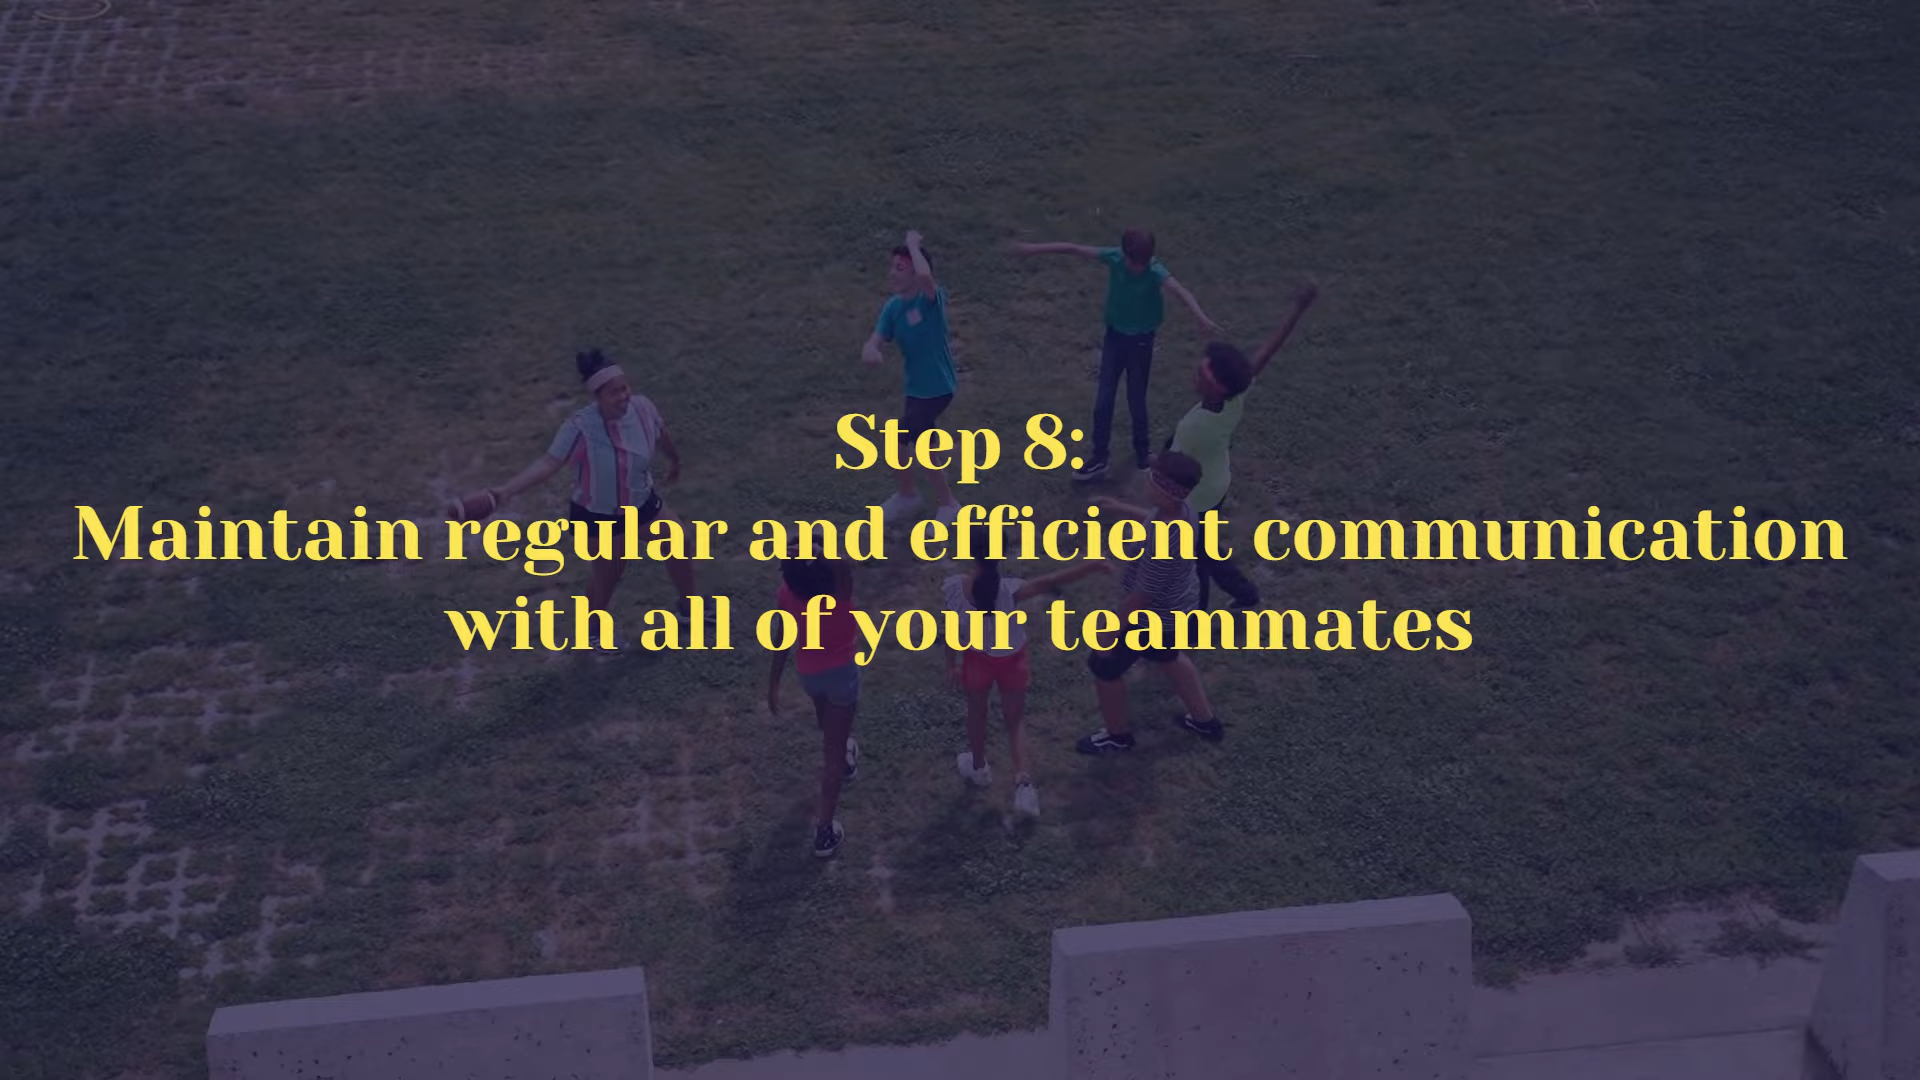 Step 8:
Maintain regular and efficient communication
with all of your teammates